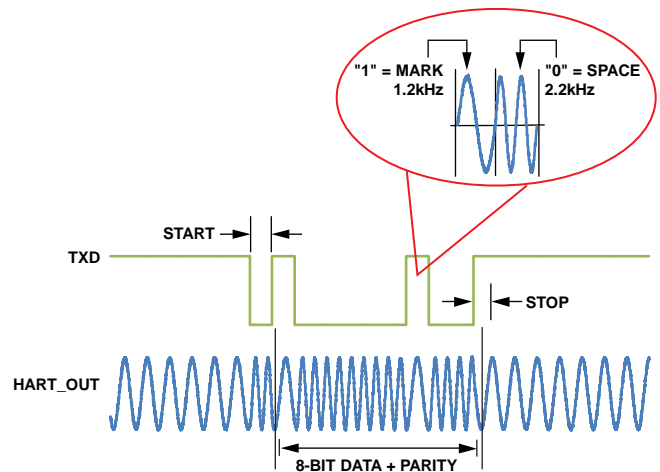 "1" = MARK
1.2kHz
"0" = SPACE
2.2kHz
START
TXD
STOP
HART_OUT
8-BIT DATA + PARITY